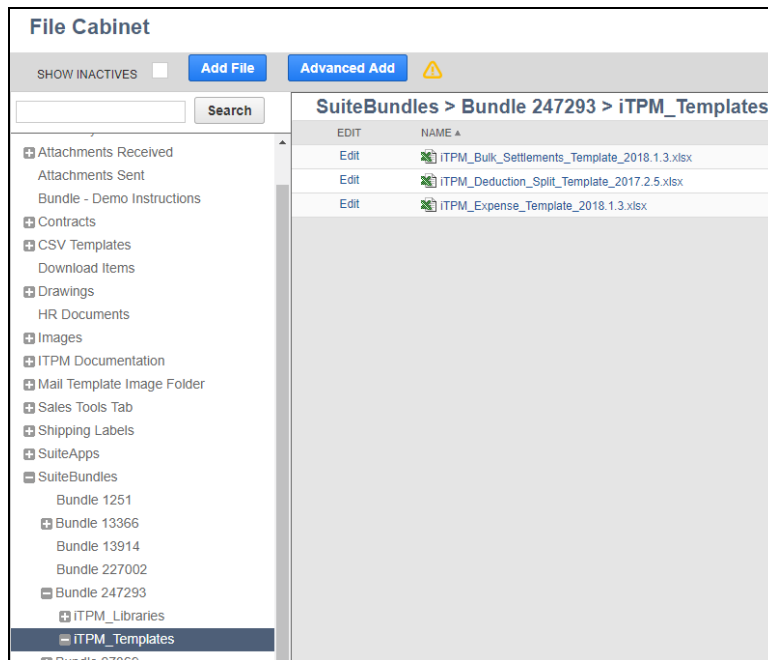 File Cabinet
SHOW INACTIVES
Add File
Advanced Add
Search
Attachments Received
Attachments Sent
Bundle - Demo Instructions
Contracts
CSV Templates
Download Items
Drawings
HR Documents
Images
ITPM Documentation
Mail Template Image Folder
Sales Tools Tab
Shipping Labels
SuiteApps
SuiteBundles
Bundle 1251
Bundle 13366
Bundle 13914
Bundle 227002
Bundle 247293
iTPM_Libraries
iTPM_Templates
SuiteBundles > Bundle 247293 > iTPM_Templates
EDIT NAME
Edit iTPM_Bulk_Settlements_Template_2018.1.3.xlsx
Edit iTPM_Deduction_Split_Template_2017.2.5.xlsx
Edit iTPM_Expense_Template_2018.1.3.xlsx